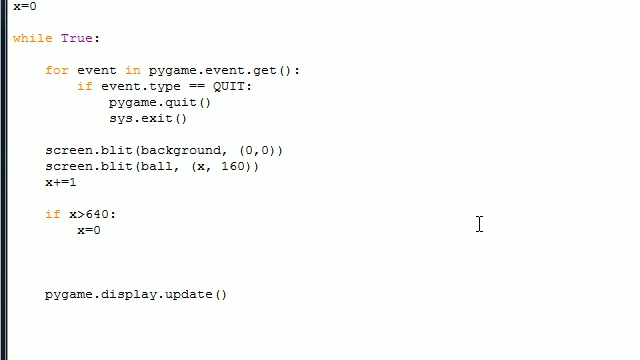 x=0
while True:
for event in pygame.event.get():
if event.type == QUIT:
pygame.quit()
sys.exit()
screen.blit(background, (0,0))
screen.blit(ball, (x, 160))
x+=1
if x>640:
x=0
pygame.display.update()